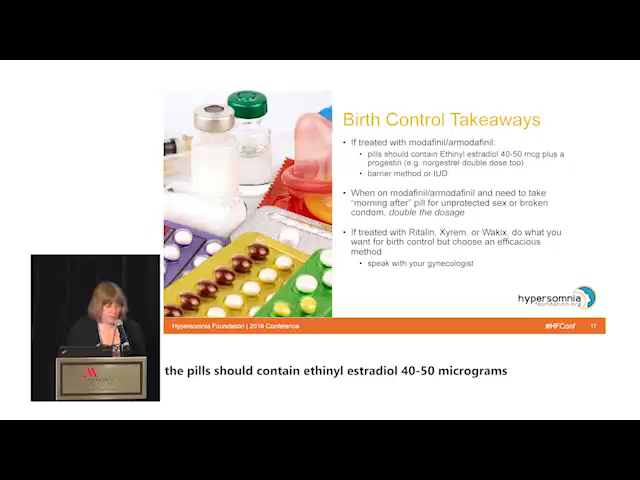 Birth Control Takeaways
• If treated with modafinil/armodafinil:
• pills should contain Ethinyl estradiol 40-50 mcg plus a
progestin (e.g. norgestrel double dose too)
• barrier method or IUD
• When on modafinil/armodafinil and need to take
"morning after" pill for unprotected sex or broken
condom, double the dosage
• If treated with Ritalin, Xyrem, or Wakix, do what you
want for birth control but choose an efficacious
method
• speak with your gynecologist
hypersomnia
foundation.org
Hypersomnia Foundation | 2019 Conference
#HFConf
17
the pills should contain ethinyl estradiol 40-50 micrograms